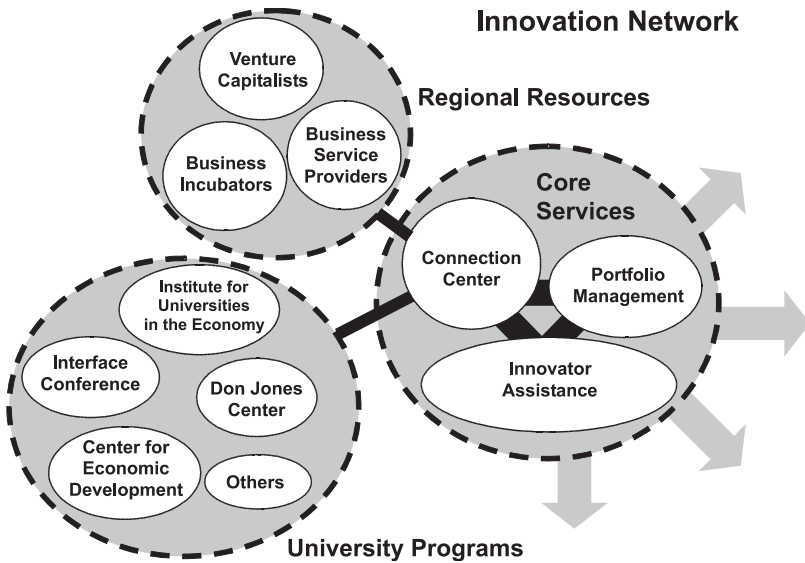 Innovation Network
Venture
Capitalists
Regional Resources
Business
Service
Providers
Business
Incubators
Core
Services
Connection
Center
Portfolio
Management
Innovator
Assistance
Institute for
Universities
in the Economy
Interface
Conference
Don Jones
Center
Center for
Economic
Development
Others
University Programs